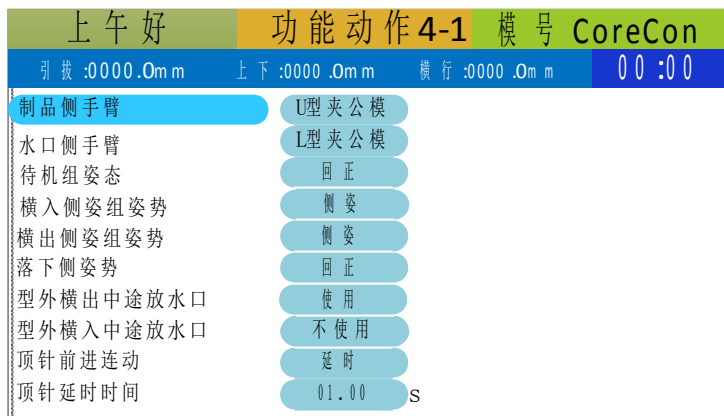 上午好 功能动作4-1 模号 CoreCon
引拔:0000.0mm 上下:0000.0mm 横行:0000.0mm 00:00
制品侧手臂 U型夹公模
水口侧手臂 L型夹公模
待机组姿态 回正
横入侧姿组姿势 侧姿
横出侧姿组姿势 侧姿
落下侧姿势 回正
型外横出中途放水口 使用
型外横入中途放水口 不使用
顶针前进连动 延时
顶针延时时间 01.00 S